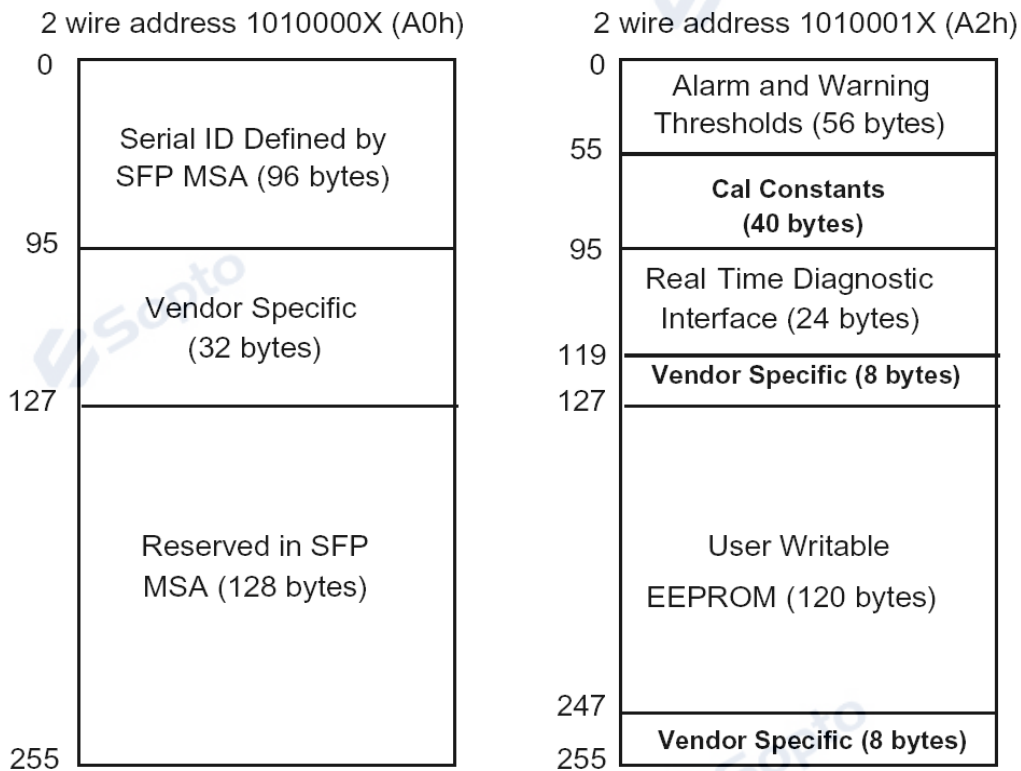 2 wire address 1010000X (A0h)
0
Serial ID Defined by
SFP MSA (96 bytes)
95
Vendor Specific
(32 bytes)
127
Reserved in SFP
MSA (128 bytes)
255
2 wire address 1010001X (A2h)
0
Alarm and Warning
Thresholds (56 bytes)
55
Cal Constants
(40 bytes)
95
Real Time Diagnostic
Interface (24 bytes)
119
Vendor Specific (8 bytes)
127
User Writable
EEPROM (120 bytes)
247
Vendor Specific (8 bytes)
255
Sopto
Sopto